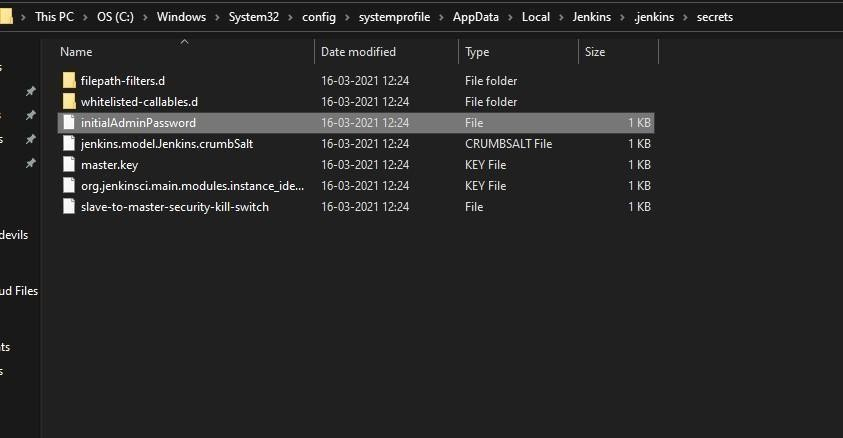 This PC > OS (C:) > Windows > System32 > config > systemprofile > AppData > Local > Jenkins > .jenkins > secrets
Name Date modified Type Size
filepath-filters.d 16-03-2021 12:24 File folder
whitelisted-callables.d 16-03-2021 12:24 File folder
initialAdminPassword 16-03-2021 12:24 File 1 KB
jenkins.model.Jenkins.crumbSalt 16-03-2021 12:24 CRUMBSALT File 1 KB
master.key 16-03-2021 12:24 KEY File 1 KB
org.jenkinsci.main.modules.instance_ide... 16-03-2021 12:24 KEY File 1 KB
slave-to-master-security-kill-switch 16-03-2021 12:24 File 1 KB
devils
ud Files
ts
s